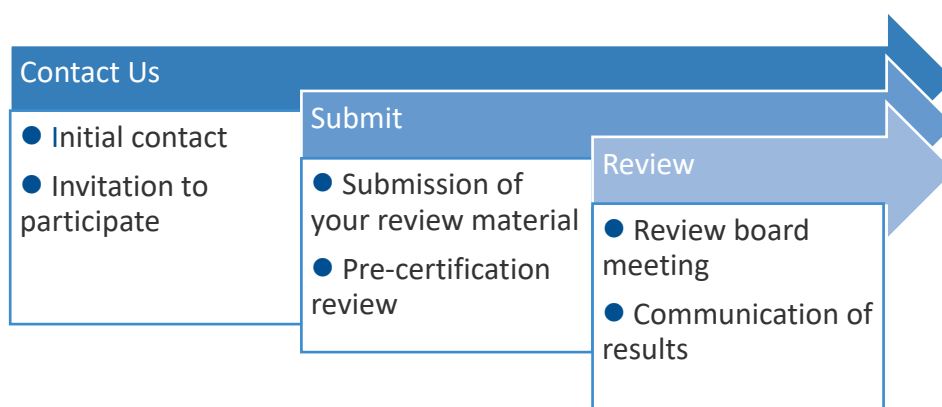 Contact Us
● Initial contact
● Invitation to
participate
Submit
● Submission of
your review material
● Pre-certification
review
Review
● Review board
meeting
● Communication of
results